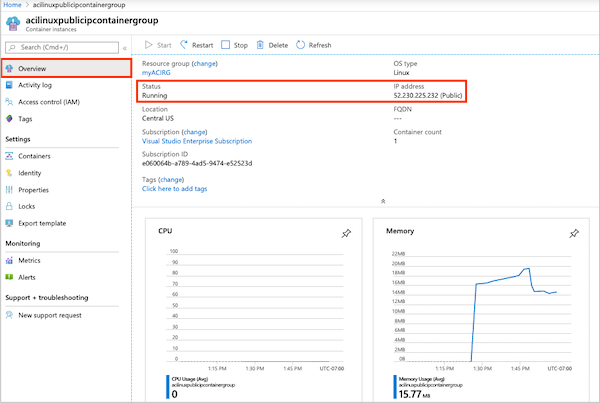 Home > acilinuxpublicipcontainergroup
acilinuxpublicipcontainergroup
Container instances
Search (Cmd+/)
«
Overview
Activity log
Access control (IAM)
Tags
Settings
Containers
Identity
Properties
Locks
Export template
Monitoring
Metrics
Alerts
Support + troubleshooting
New support request
Start Restart Stop Delete Refresh
Resource group (change)
myACIRG
OS type
Linux
Status
Running
IP address
52.230.225.232 (Public)
Location
Central US
FQDN
---
Subscription (change)
Visual Studio Enterprise Subscription
Container count
1
Subscription ID
e060064b-a789-4ad5-9474-e52523d
Tags (change)
Click here to add tags
CPU
100
90
80
70
60
50
40
30
20
10
0
1:15 PM 1:30 PM 1:45 PM UTC-07:00
CPU Usage (Avg)
acilinuxpublicipcontainergroup
0
Memory
22MB
20MB
18MB
16MB
14MB
12MB
10MB
8MB
6MB
4MB
2MB
0B
1:15 PM 1:30 PM 1:45 PM UTC-07:00
Memory Usage (Avg)
acilinuxpublicipcontainergroup
15.77 MB